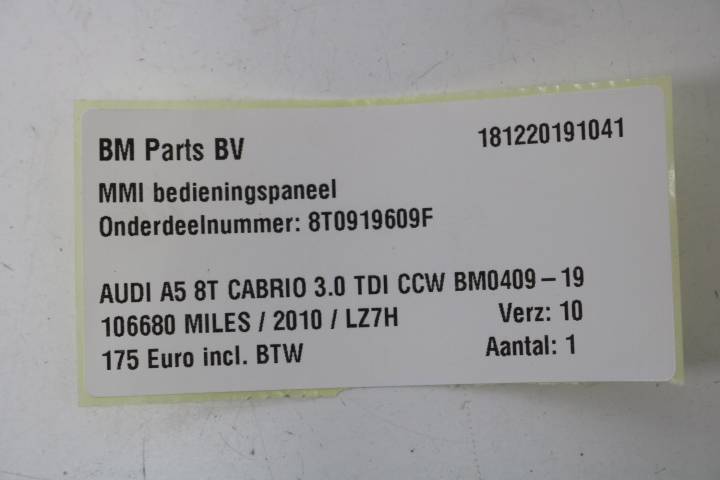 BM Parts BV 181220191041
MMI bedieningspaneel
Onderdeelnummer: 8T0919609F
AUDI A5 8T CABRIO 3.0 TDI CCW BM0409 – 19
106680 MILES / 2010 / LZ7H Verz: 10
175 Euro incl. BTW Aantal: 1